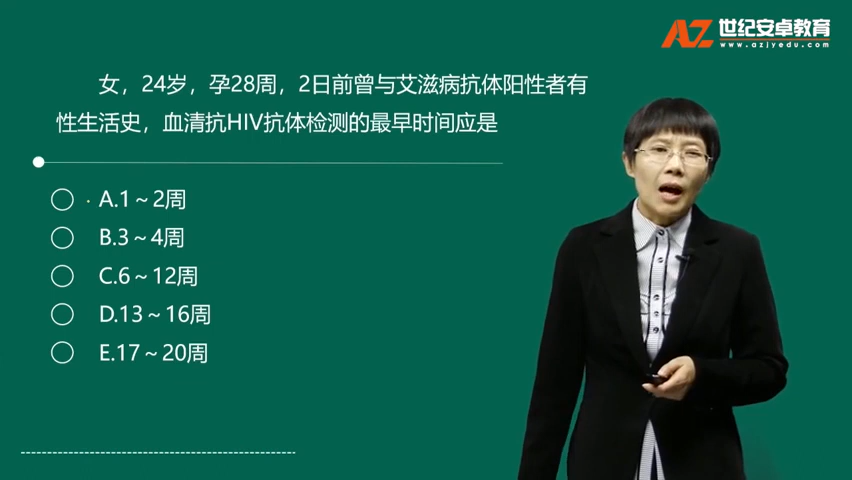 AZ 世纪安卓教育
www.azjyedu.com
女，24岁，孕28周，2日前曾与艾滋病抗体阳性者有
性生活史，血清抗HIV抗体检测的最早时间应是
A.1～2周
B.3～4周
C.6～12周
D.13～16周
E.17～20周